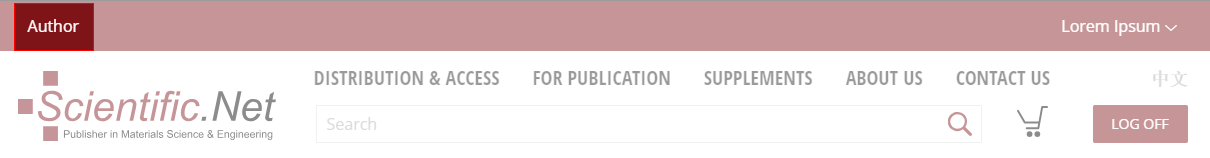 Author
Lorem Ipsum
DISTRIBUTION & ACCESS FOR PUBLICATION SUPPLEMENTS ABOUT US CONTACT US 中文
Scientific.Net
Publisher in Materials Science & Engineering
Search
LOG OFF